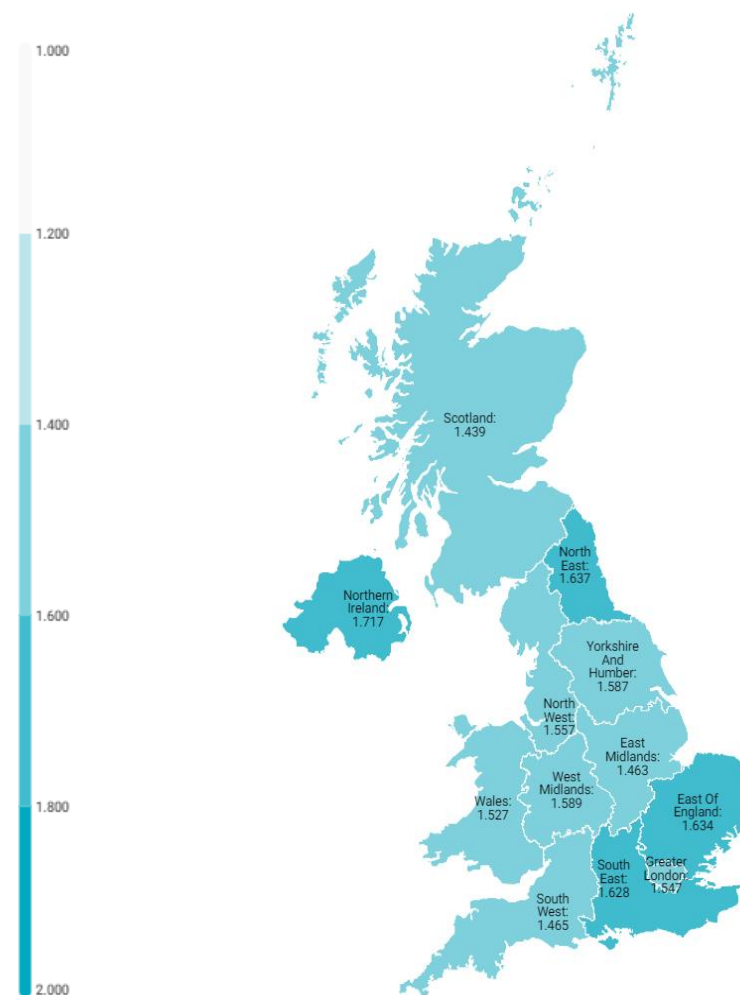 1.000
1.200
1.400
1.600
1.800
2.000
Scotland:
1.439
North
East:
1.637
Northern
Ireland:
1.717
Yorkshire
And
Humber:
1.587
North
West:
1.557
East
Midlands:
1.463
West
Midlands:
1.589
Wales:
1.527
East Of
England:
1.634
South
East:
1.628
Greater
London:
1.547
South
West:
1.465